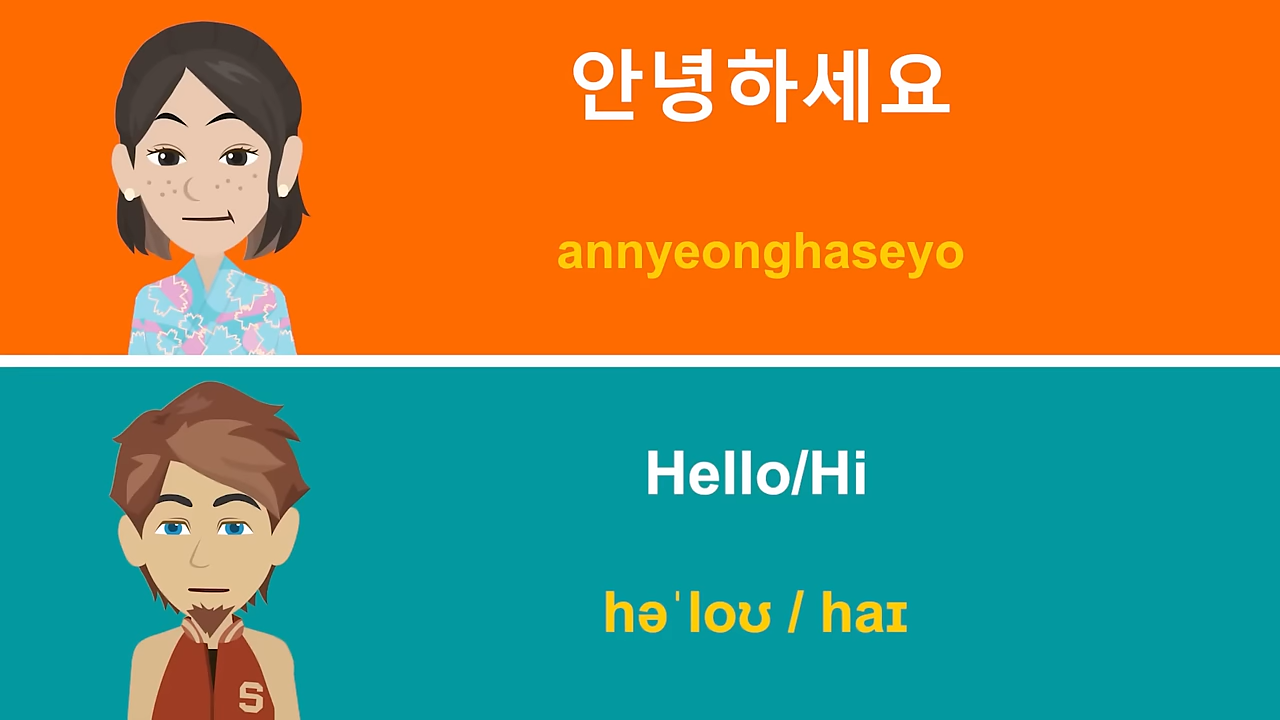 안녕하세요
annyeonghaseyo
Hello/Hi
həˈloʊ / haɪ
S